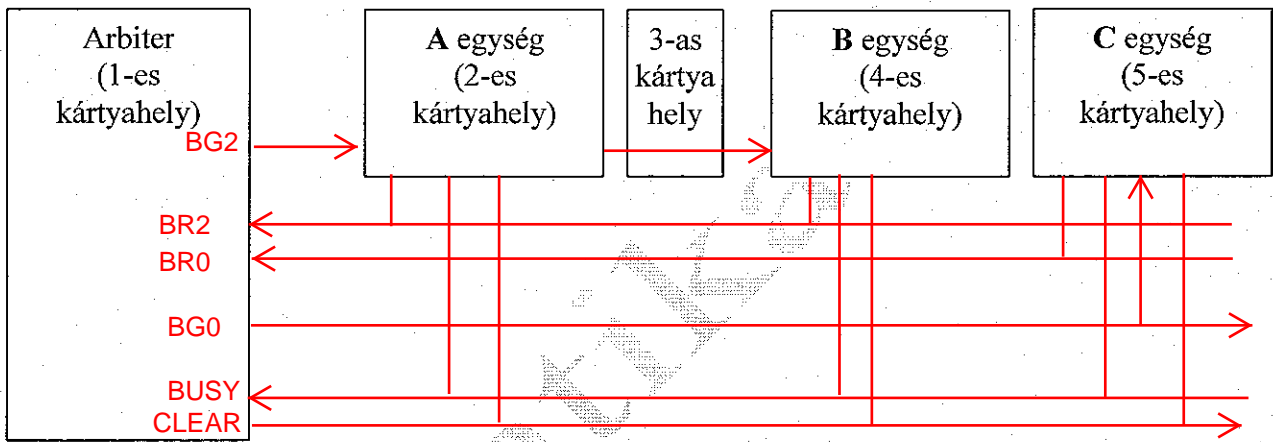 Arbiter
(1-es
kártyahely)
A egység
(2-es
kártyahely)
3-as
kártya
hely
B egység
(4-es
kártyahely)
C egység
(5-es
kártyahely)
BG2
BR2
BR0
BG0
BUSY
CLEAR